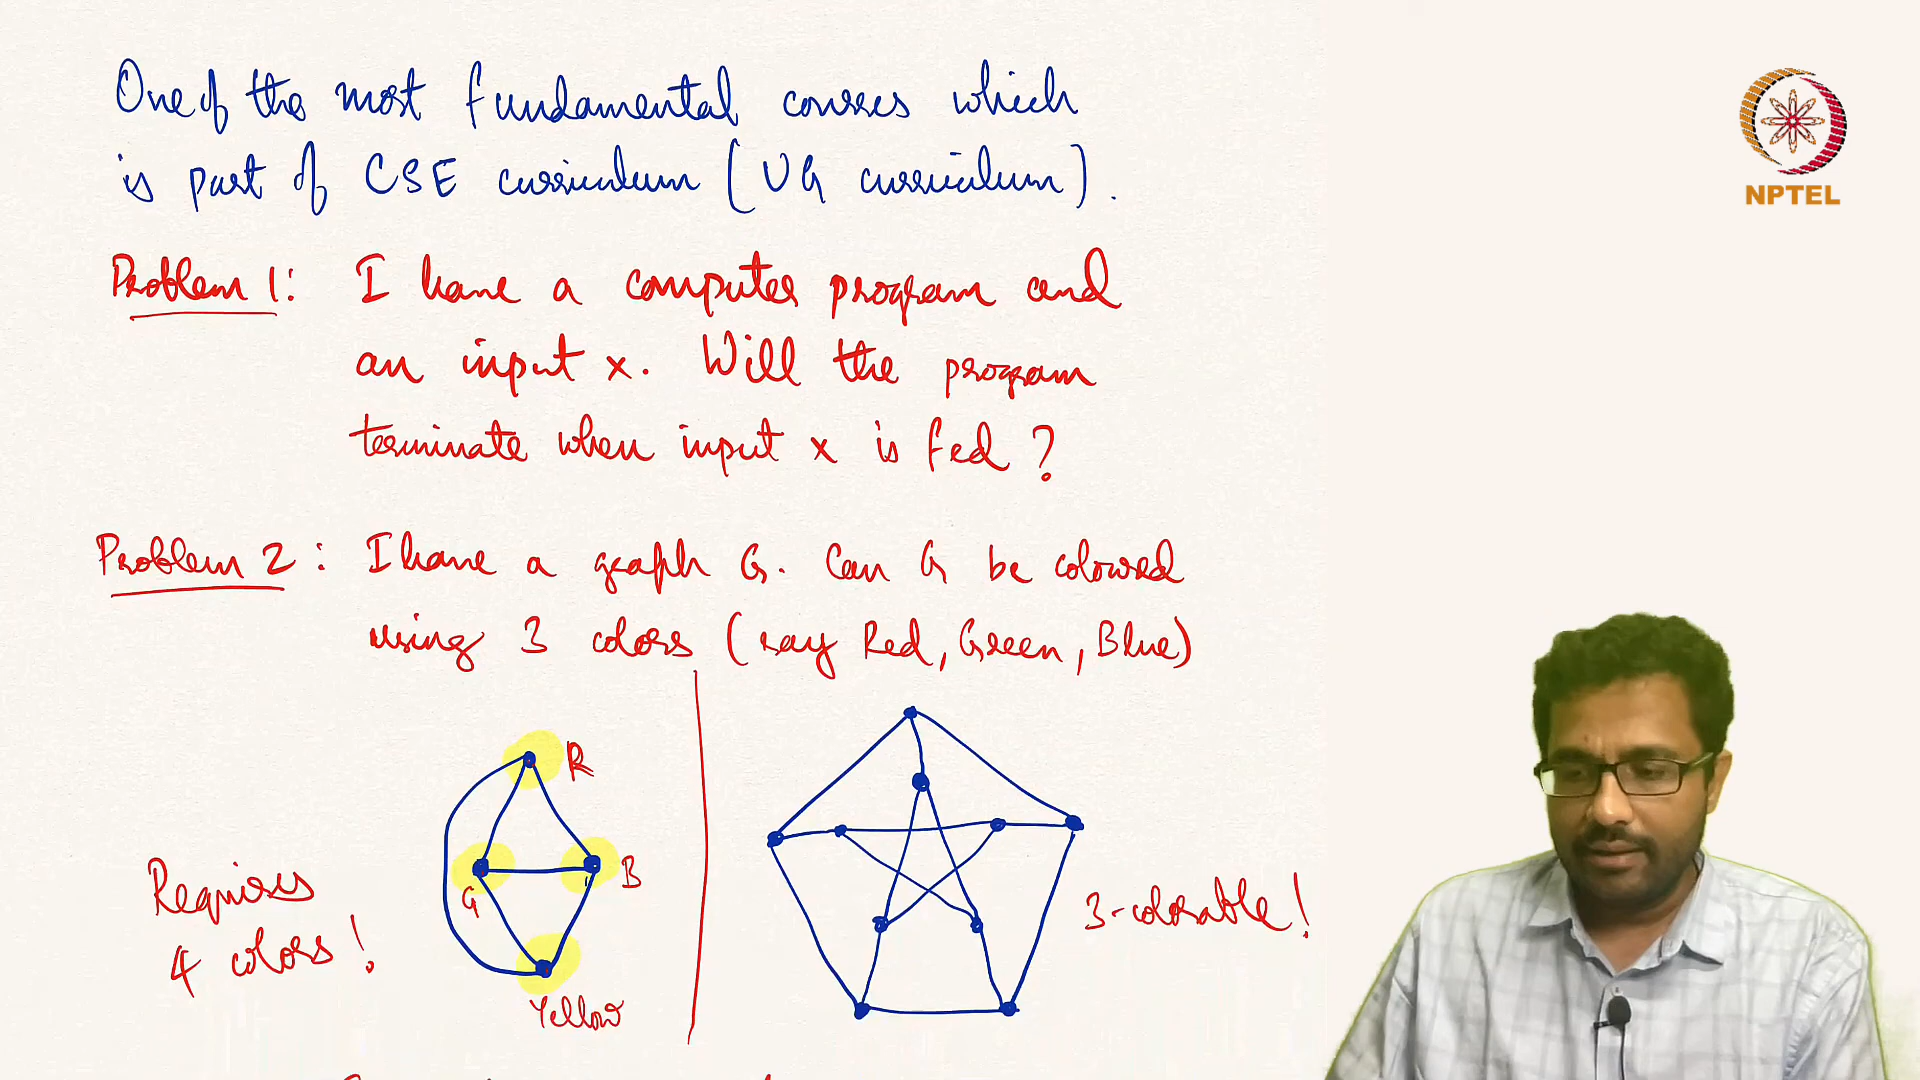 One of the most fundamental courses which
is part of CSE curriculum (UG curriculum).
Problem 1: I have a computer program and
an input x. Will the program
terminate when input x is fed?
Problem 2: I have a graph G. Can G be coloured
using 3 colors (say Red, Green, Blue)
R
G
B
Yellow
Requires
4 colors!
3-colorable!
NPTEL